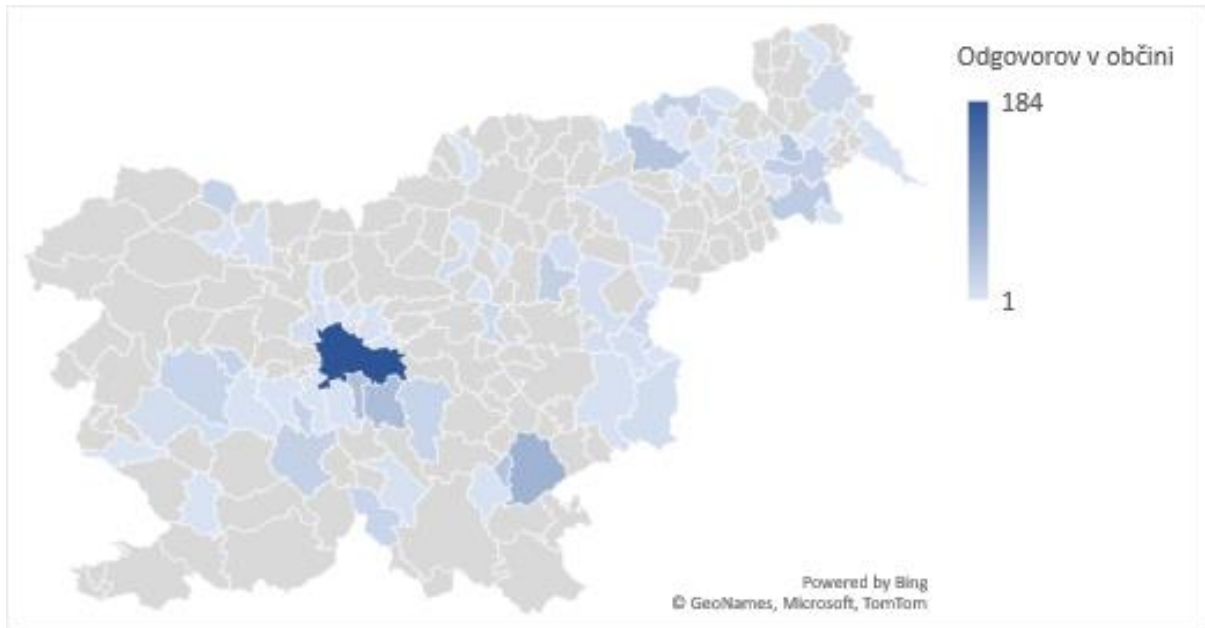 Odgovorov v občini
184
1
Powered by Bing
© GeoNames, Microsoft, TomTom